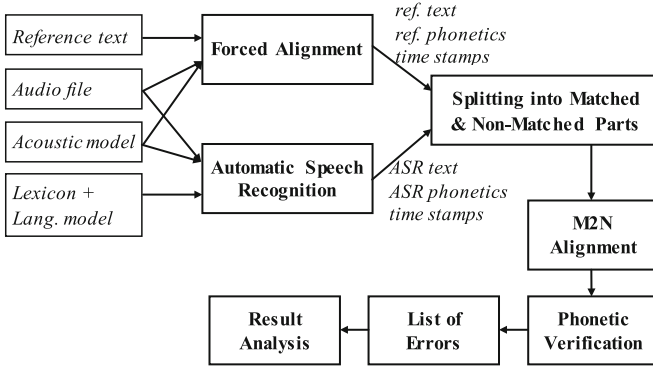 Reference text
Audio file
Acoustic model
Lexicon +
Lang. model
Forced Alignment
Automatic Speech
Recognition
ref. text
ref. phonetics
time stamps
ASR text
ASR phonetics
time stamps
Splitting into Matched
& Non-Matched Parts
M2N
Alignment
Phonetic
Verification
List of
Errors
Result
Analysis